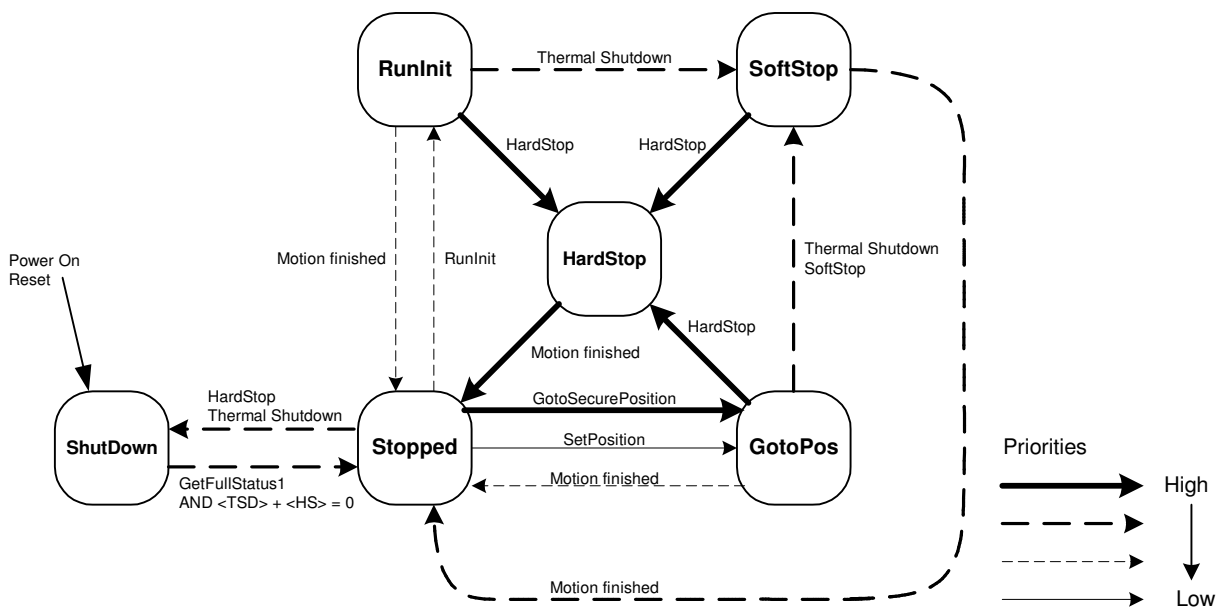 RunInit
Thermal Shutdown
SoftStop
HardStop
HardStop
Power On
Reset
Motion finished
RunInit
HardStop
Thermal Shutdown
SoftStop
HardStop
Motion finished
HardStop
Thermal Shutdown
GotoSecurePosition
ShutDown
Stopped
SetPosition
GotoPos
Priorities
Motion finished
GetFullStatus1
AND <TSD> + <HS> = 0
High
Motion finished
Low